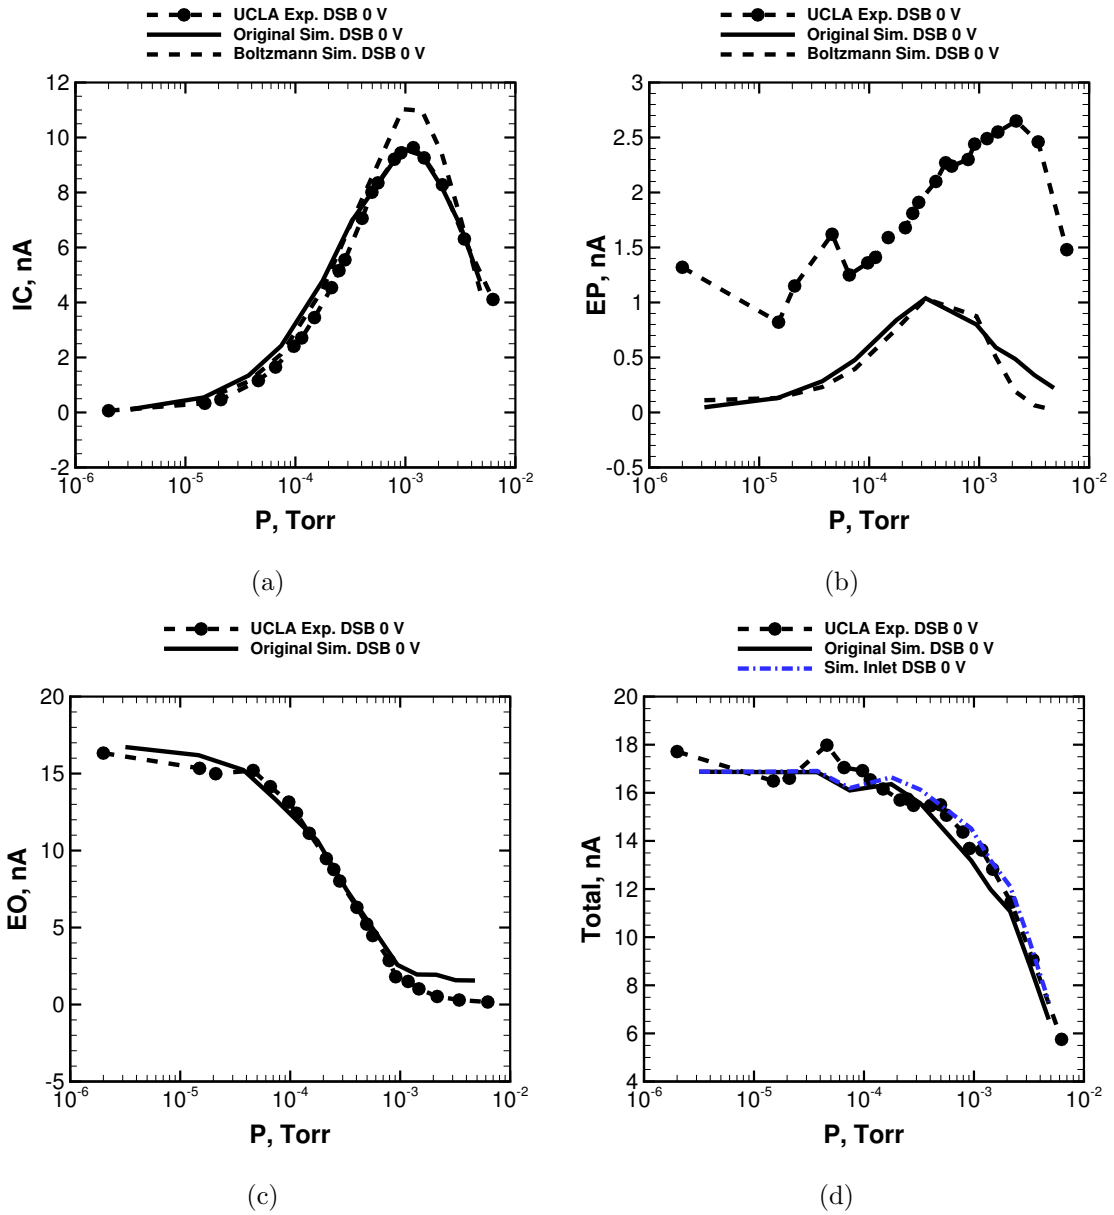 UCLA Exp. DSB 0 V
Original Sim. DSB 0 V
Boltzmann Sim. DSB 0 V
12
10
8
6
4
2
0
-2
IC, nA
10-6 10-5 10-4 10-3 10-2
P, Torr
(a)
UCLA Exp. DSB 0 V
Original Sim. DSB 0 V
Boltzmann Sim. DSB 0 V
3
2.5
2
1.5
1
0.5
0
-0.5
EP, nA
10-6 10-5 10-4 10-3 10-2
P, Torr
(b)
UCLA Exp. DSB 0 V
Original Sim. DSB 0 V
20
15
10
5
0
-5
EO, nA
10-6 10-5 10-4 10-3 10-2
P, Torr
(c)
UCLA Exp. DSB 0 V
Original Sim. DSB 0 V
Sim. Inlet DSB 0 V
20
18
16
14
12
10
8
6
4
Total, nA
10-6 10-5 10-4 10-3 10-2
P, Torr
(d)